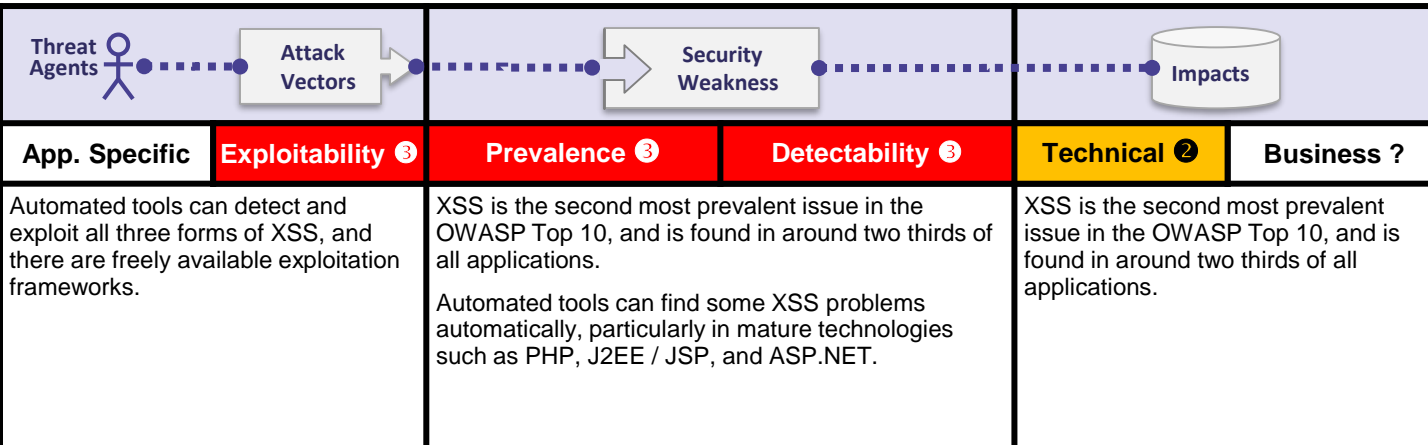 Threat
Agents
Attack
Vectors
Security
Weakness
Impacts
App. Specific
Exploitability ❸
Prevalence ❸
Detectability ❸
Technical ❷
Business ?
Automated tools can detect and
exploit all three forms of XSS, and
there are freely available exploitation
frameworks.
XSS is the second most prevalent issue in the
OWASP Top 10, and is found in around two thirds of
all applications.
Automated tools can find some XSS problems
automatically, particularly in mature technologies
such as PHP, J2EE / JSP, and ASP.NET.
XSS is the second most prevalent
issue in the OWASP Top 10, and is
found in around two thirds of all
applications.